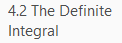 4.2 The Definite
Integral